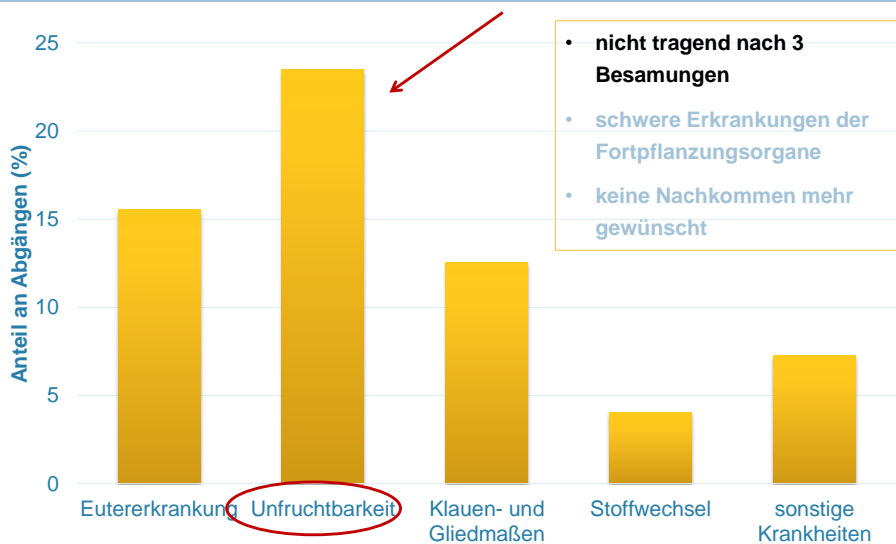 • nicht tragend nach 3
Besamungen
• schwere Erkrankungen der
Fortpflanzungsorgane
• keine Nachkommen mehr
gewünscht
Anteil an Abgängen (%)
25
20
15
10
5
0
Eutererkrankung
Unfruchtbarkeit
Klauen- und
Gliedmaßen
Stoffwechsel
sonstige
Krankheiten